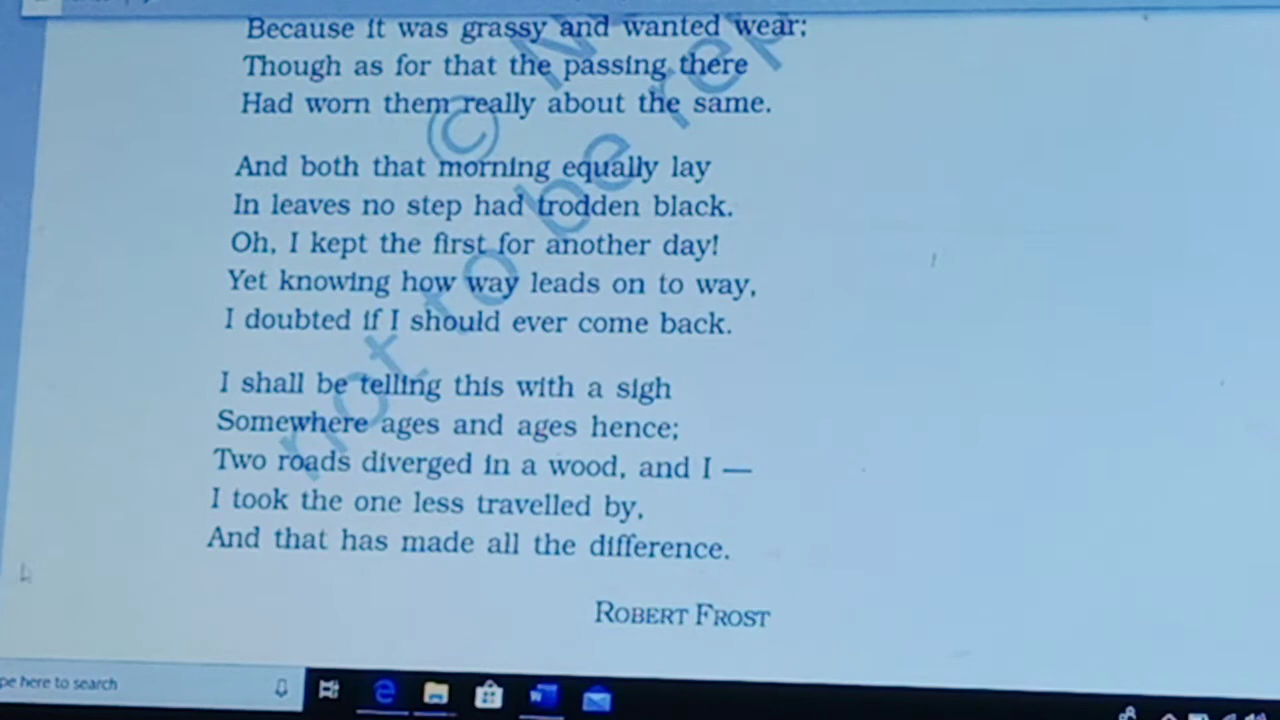 Because it was grassy and wanted wear;
Though as for that the passing there
Had worn them really about the same.
And both that morning equally lay
In leaves no step had trodden black.
Oh, I kept the first for another day!
Yet knowing how way leads on to way,
I doubted if I should ever come back.
I shall be telling this with a sigh
Somewhere ages and ages hence;
Two roads diverged in a wood, and I —
I took the one less travelled by,
And that has made all the difference.
ROBERT FROST
© N
not to be rep
pe here to search